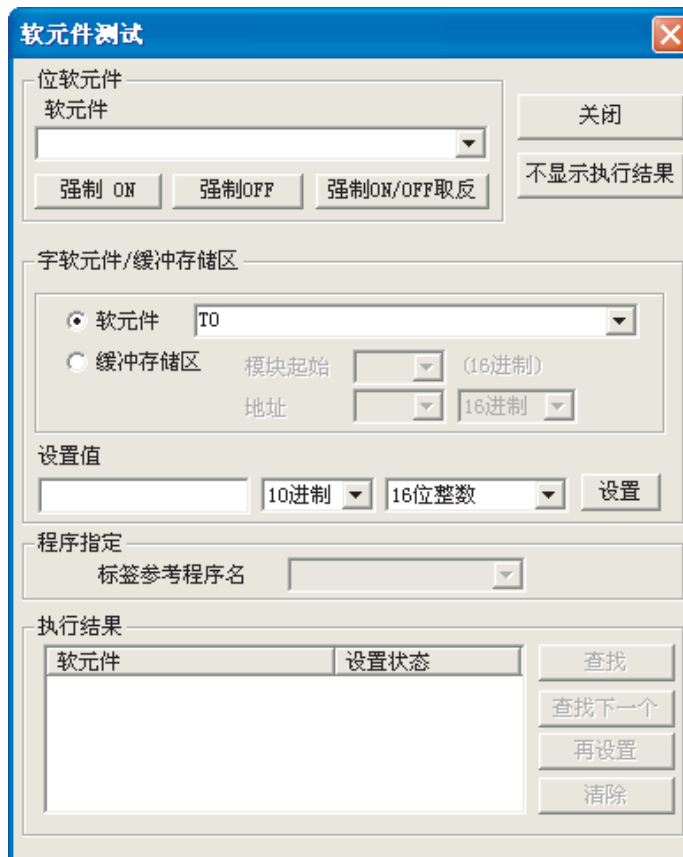 软元件测试
位软元件
软元件
关闭
强制 ON 强制OFF 强制ON/OFF取反
不显示执行结果
字软元件/缓冲存储区
软元件 T0
缓冲存储区 模块起始 (16进制)
地址 16进制
设置值
10进制 16位整数 设置
程序指定
标签参考程序名
执行结果
软元件 设置状态
查找
查找下一个
再设置
清除